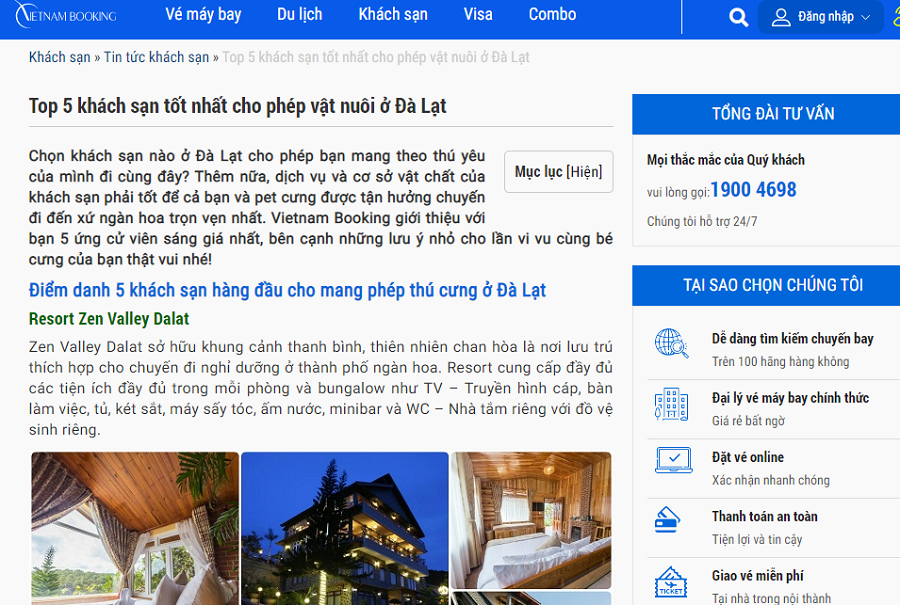 VIETNAM BOOKING
Vé máy bay
Du lịch
Khách sạn
Visa
Combo
Đăng nhập
Khách sạn » Tin tức khách sạn » Top 5 khách sạn tốt nhất cho phép vật nuôi ở Đà Lạt
Top 5 khách sạn tốt nhất cho phép vật nuôi ở Đà Lạt
Chọn khách sạn nào ở Đà Lạt cho phép bạn mang theo thú yêu
của mình đi cùng đây? Thêm nữa, dịch vụ và cơ sở vật chất của
khách sạn phải tốt để cả bạn và pet cưng được tận hưởng chuyến
đi đến xứ ngàn hoa trọn vẹn nhất. Vietnam Booking giới thiệu với
bạn 5 ứng cử viên sáng giá nhất, bên cạnh những lưu ý nhỏ cho lần vi vu cùng bé
cưng của bạn thật vui nhé!
Mục lục [Hiện]
Điểm danh 5 khách sạn hàng đầu cho mang phép thú cưng ở Đà Lạt
Resort Zen Valley Dalat
Zen Valley Dalat sở hữu khung cảnh thanh bình, thiên nhiên chan hòa là nơi lưu trú
thích hợp cho chuyến đi nghỉ dưỡng ở thành phố ngàn hoa. Resort cung cấp đầy đủ
các tiện ích đầy đủ trong mỗi phòng và bungalow như TV – Truyền hình cáp, bàn
làm việc, tủ, két sắt, máy sấy tóc, ấm nước, minibar và WC – Nhà tắm riêng với đồ vệ
sinh riêng.
TỔNG ĐÀI TƯ VẤN
Mọi thắc mắc của Quý khách
vui lòng gọi:1900 4698
Chúng tôi hỗ trợ 24/7
TẠI SAO CHỌN CHÚNG TÔI
Dễ dàng tìm kiếm chuyến bay
Trên 100 hãng hàng không
Đại lý vé máy bay chính thức
Giá rẻ bất ngờ
Đặt vé online
Xác nhận nhanh chóng
Thanh toán an toàn
Tiện lợi và tin cậy
Giao vé miễn phí
TICKET
Tại nhà trong nội thành